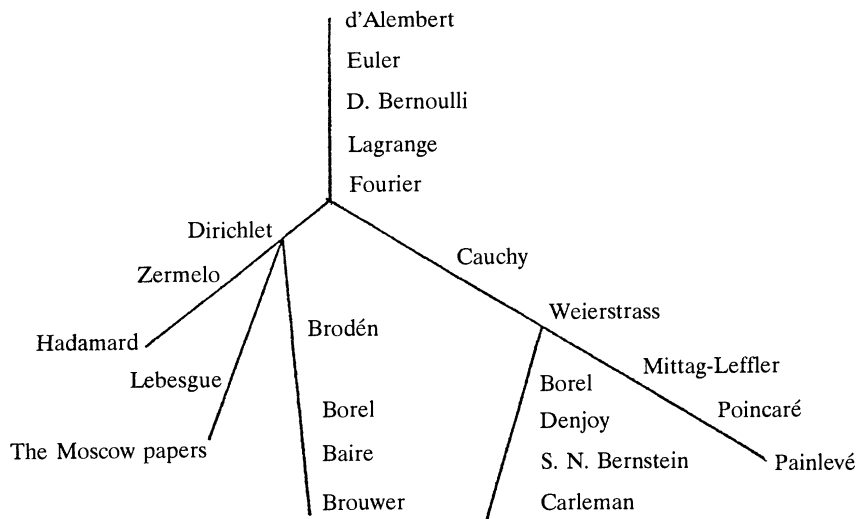 d'Alembert
Euler
D. Bernoulli
Lagrange
Fourier
Dirichlet
Zermelo
Hadamard
Lebesgue
The Moscow papers
Brodén
Borel
Baire
Brouwer
Cauchy
Weierstrass
Borel
Denjoy
S. N. Bernstein
Carleman
Mittag-Leffler
Poincaré
Painlevé